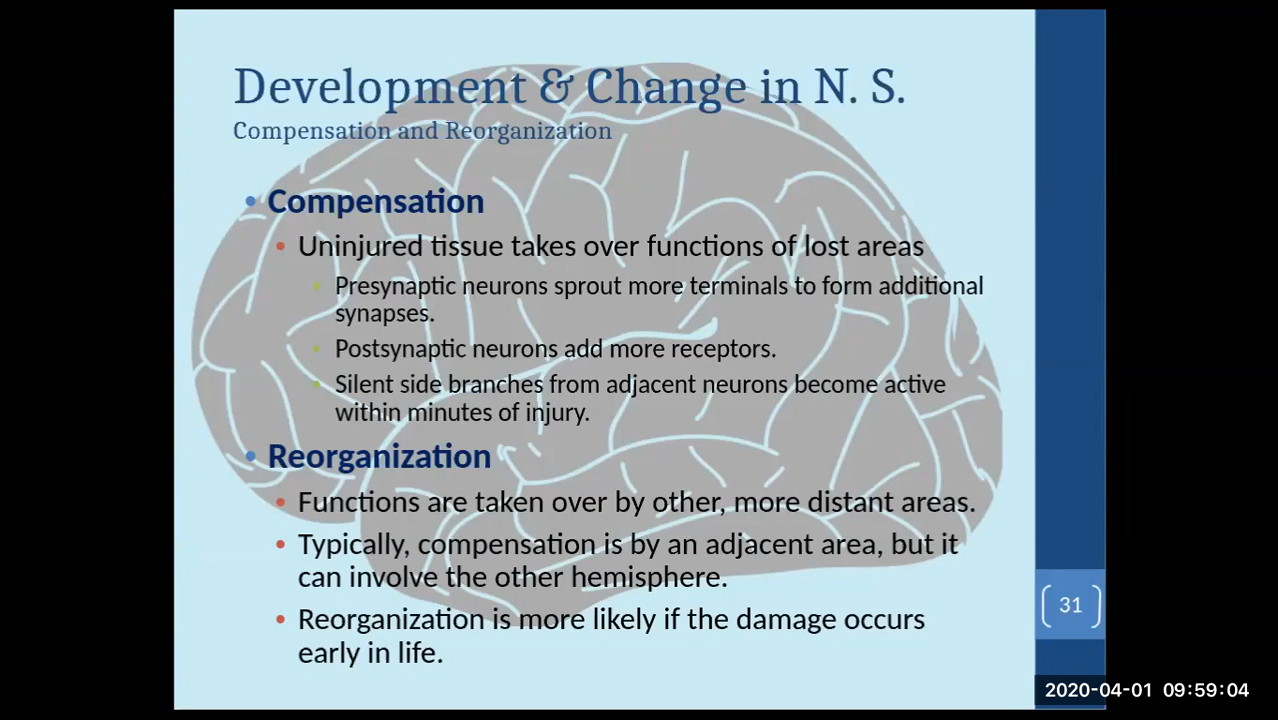 Development & Change in N. S.
Compensation and Reorganization
• Compensation
• Uninjured tissue takes over functions of lost areas
• Presynaptic neurons sprout more terminals to form additional
synapses.
• Postsynaptic neurons add more receptors.
• Silent side branches from adjacent neurons become active
within minutes of injury.
• Reorganization
• Functions are taken over by other, more distant areas.
• Typically, compensation is by an adjacent area, but it
can involve the other hemisphere.
• Reorganization is more likely if the damage occurs
early in life.
31
2020-04-01 09:59:04